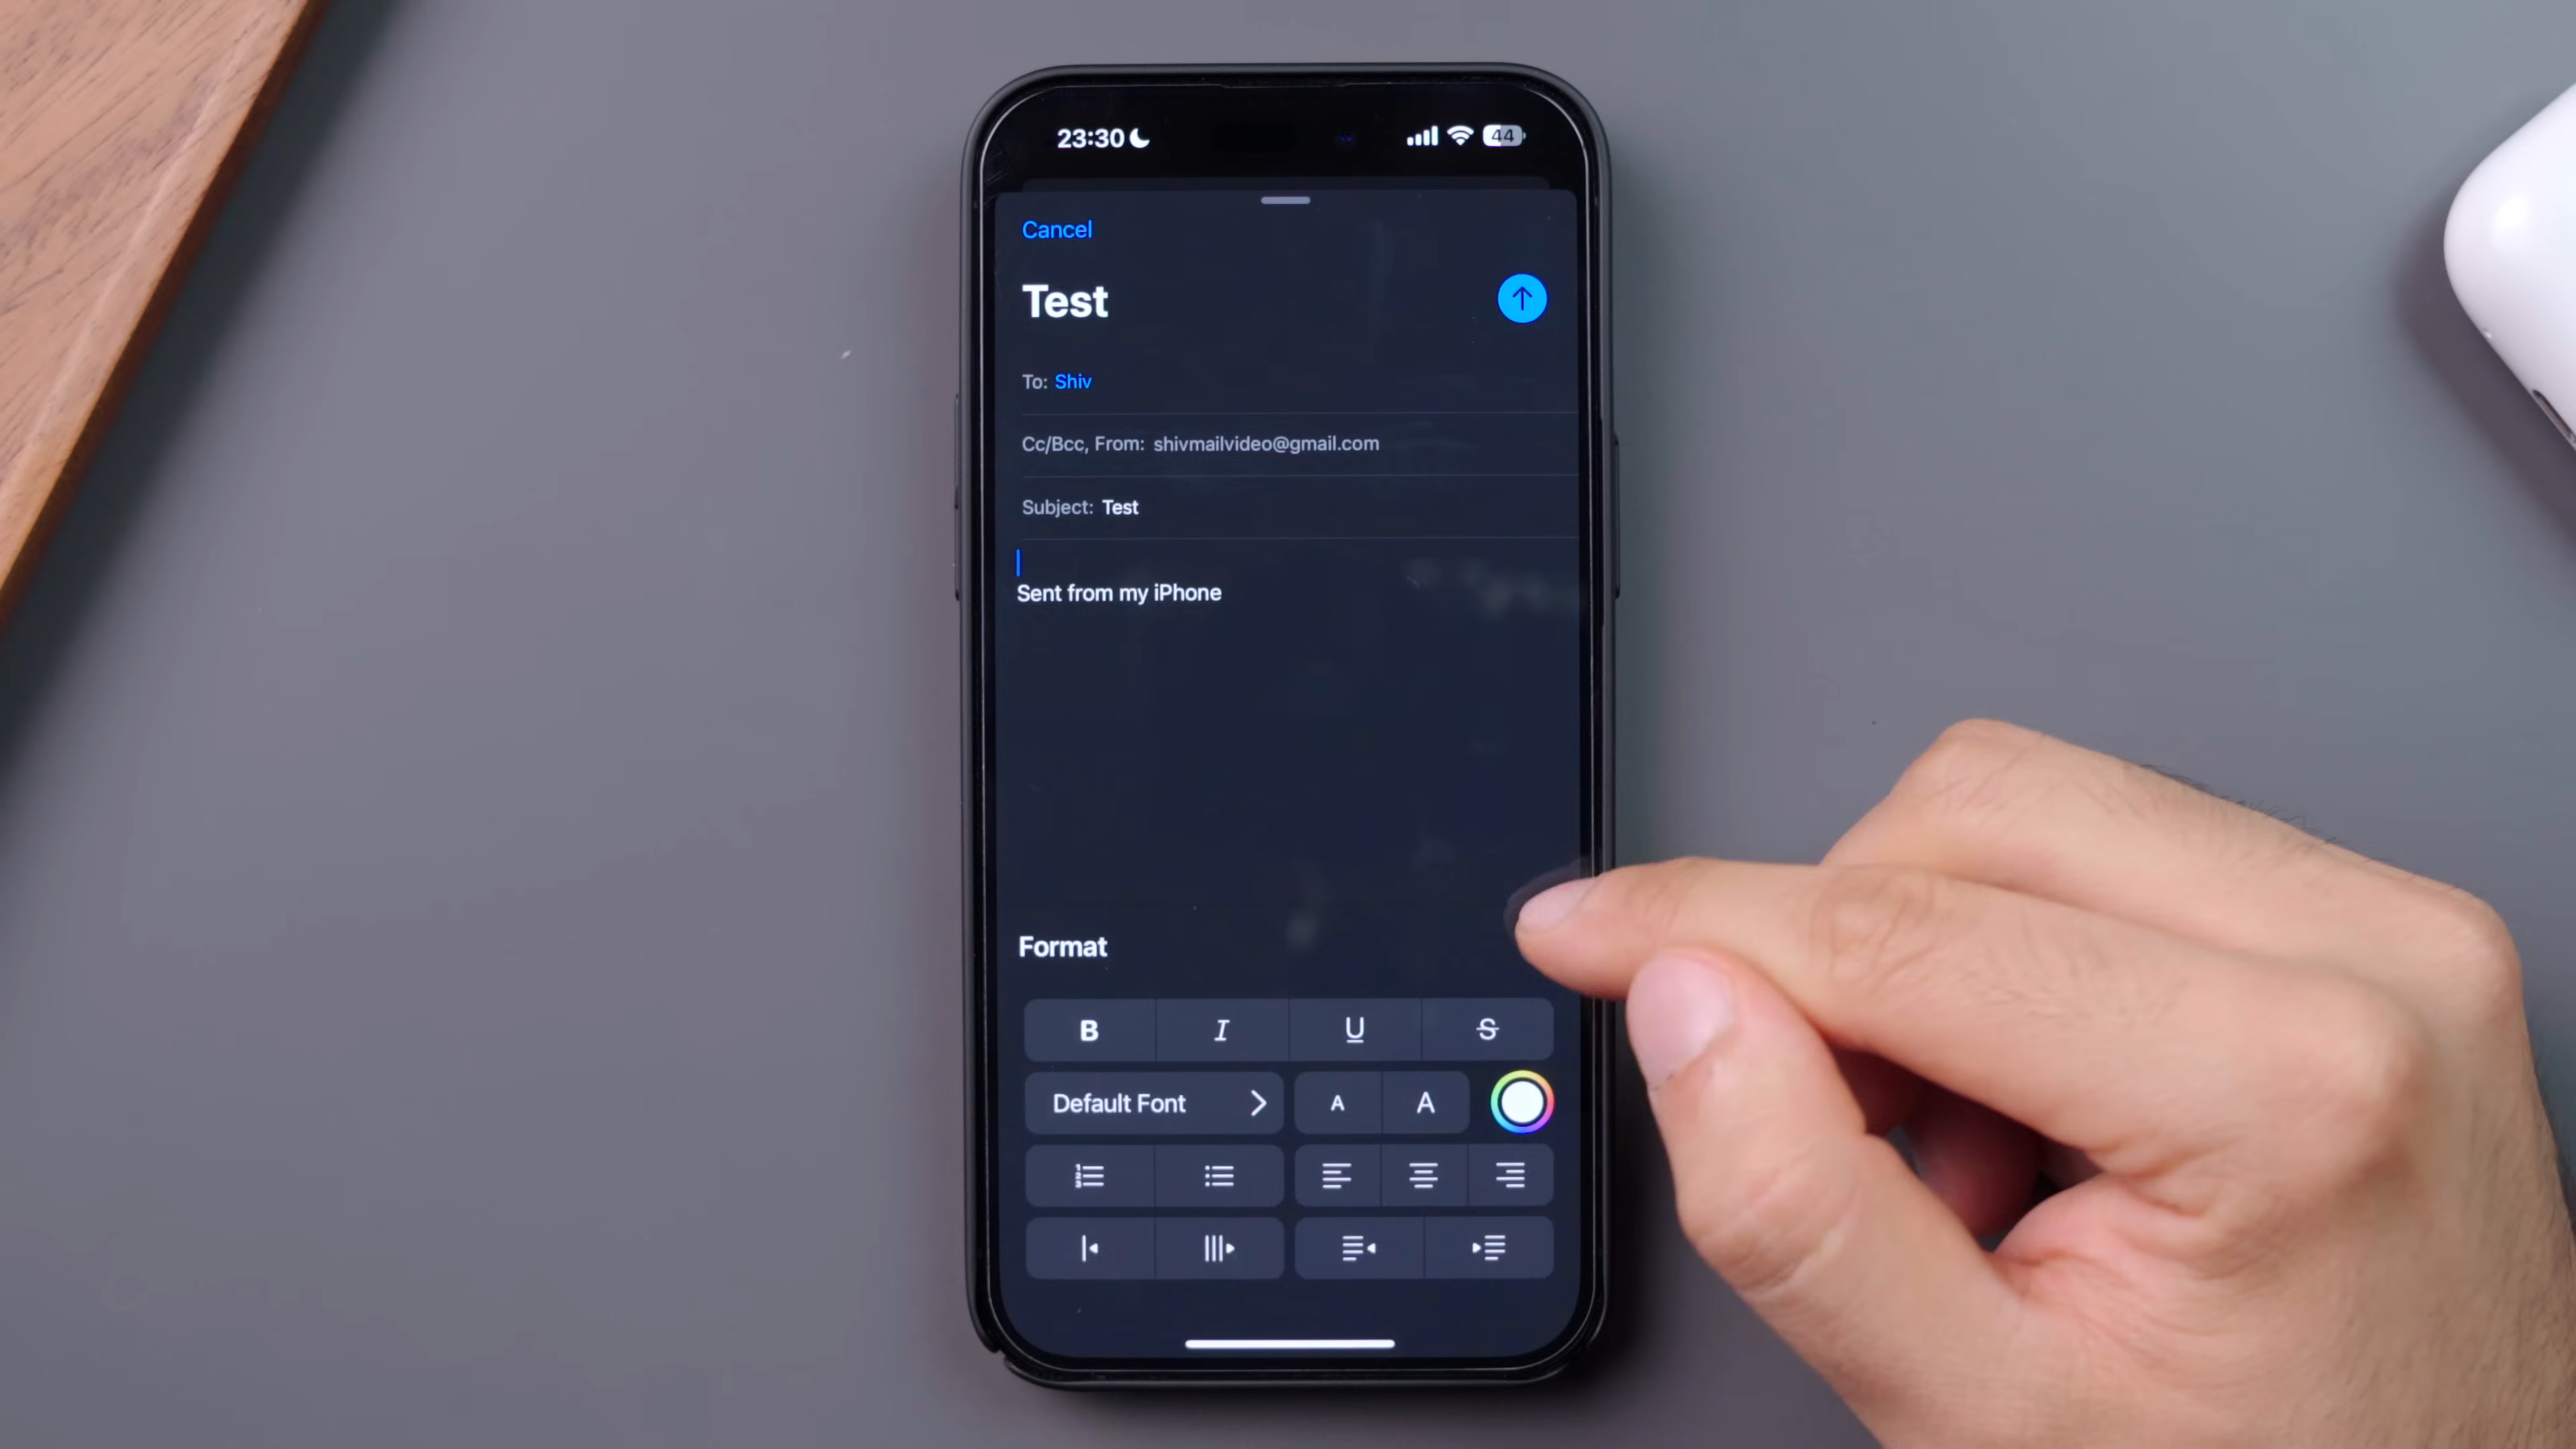 23:30
44
Cancel
Test
To: Shiv
Cc/Bcc, From: shivmailvideo@gmail.com
Subject: Test
Sent from my iPhone
Format
B I U S
Default Font A A